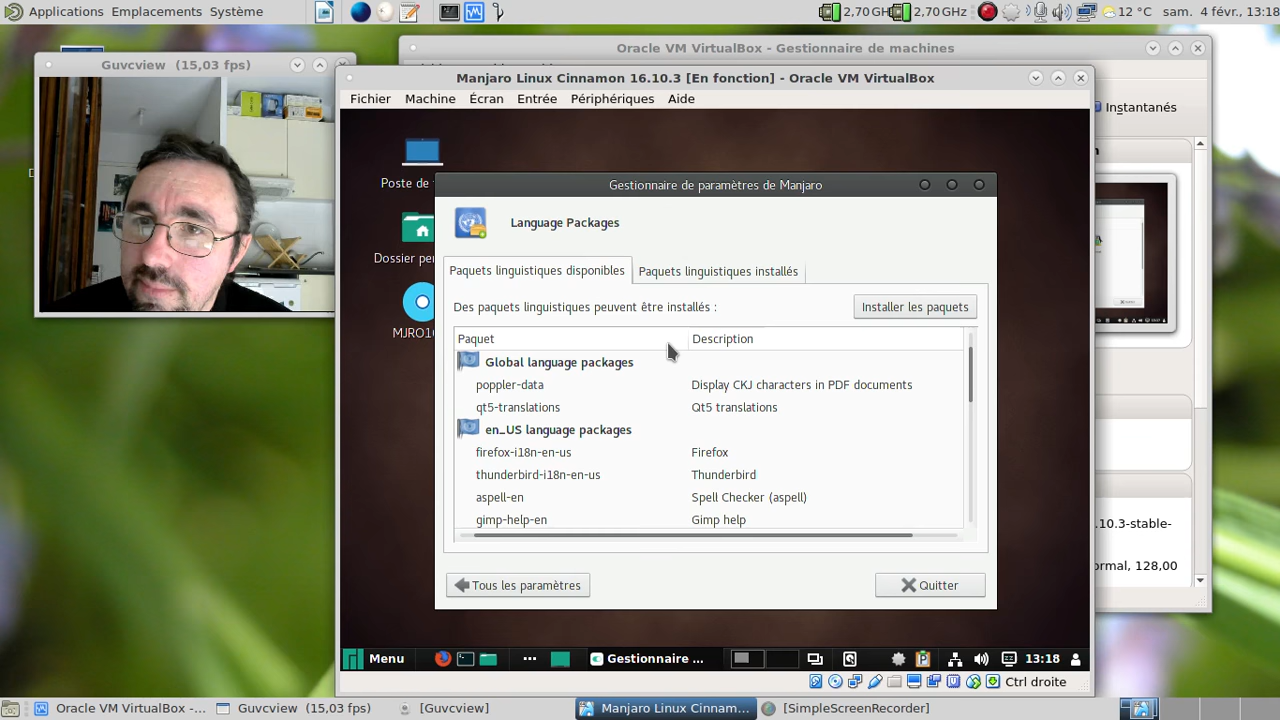 Applications Emplacements Système 2,70 GHz 2,70 GHz 12 °C sam. 4 févr., 13:18
Oracle VM VirtualBox - Gestionnaire de machines
Guvcview (15,03 fps)
Manjaro Linux Cinnamon 16.10.3 [En fonction] - Oracle VM VirtualBox
Fichier Machine Écran Entrée Périphériques Aide
Instantanés
Poste de
Gestionnaire de paramètres de Manjaro
Language Packages
Dossier per
Paquets linguistiques disponibles Paquets linguistiques installés
Des paquets linguistiques peuvent être installés : Installer les paquets
MJRO1
Paquet Description
Global language packages
poppler-data Display CKJ characters in PDF documents
qt5-translations Qt5 translations
en_US language packages
firefox-i18n-en-us Firefox
thunderbird-i18n-en-us Thunderbird
aspell-en Spell Checker (aspell)
gimp-help-en Gimp help
.10.3-stable-
ormal, 128,00
Tous les paramètres Quitter
Menu Gestionnaire ... 13:18
Ctrl droite
Oracle VM VirtualBox -... Guvcview (15,03 fps) [Guvcview] Manjaro Linux Cinnam... [SimpleScreenRecorder]